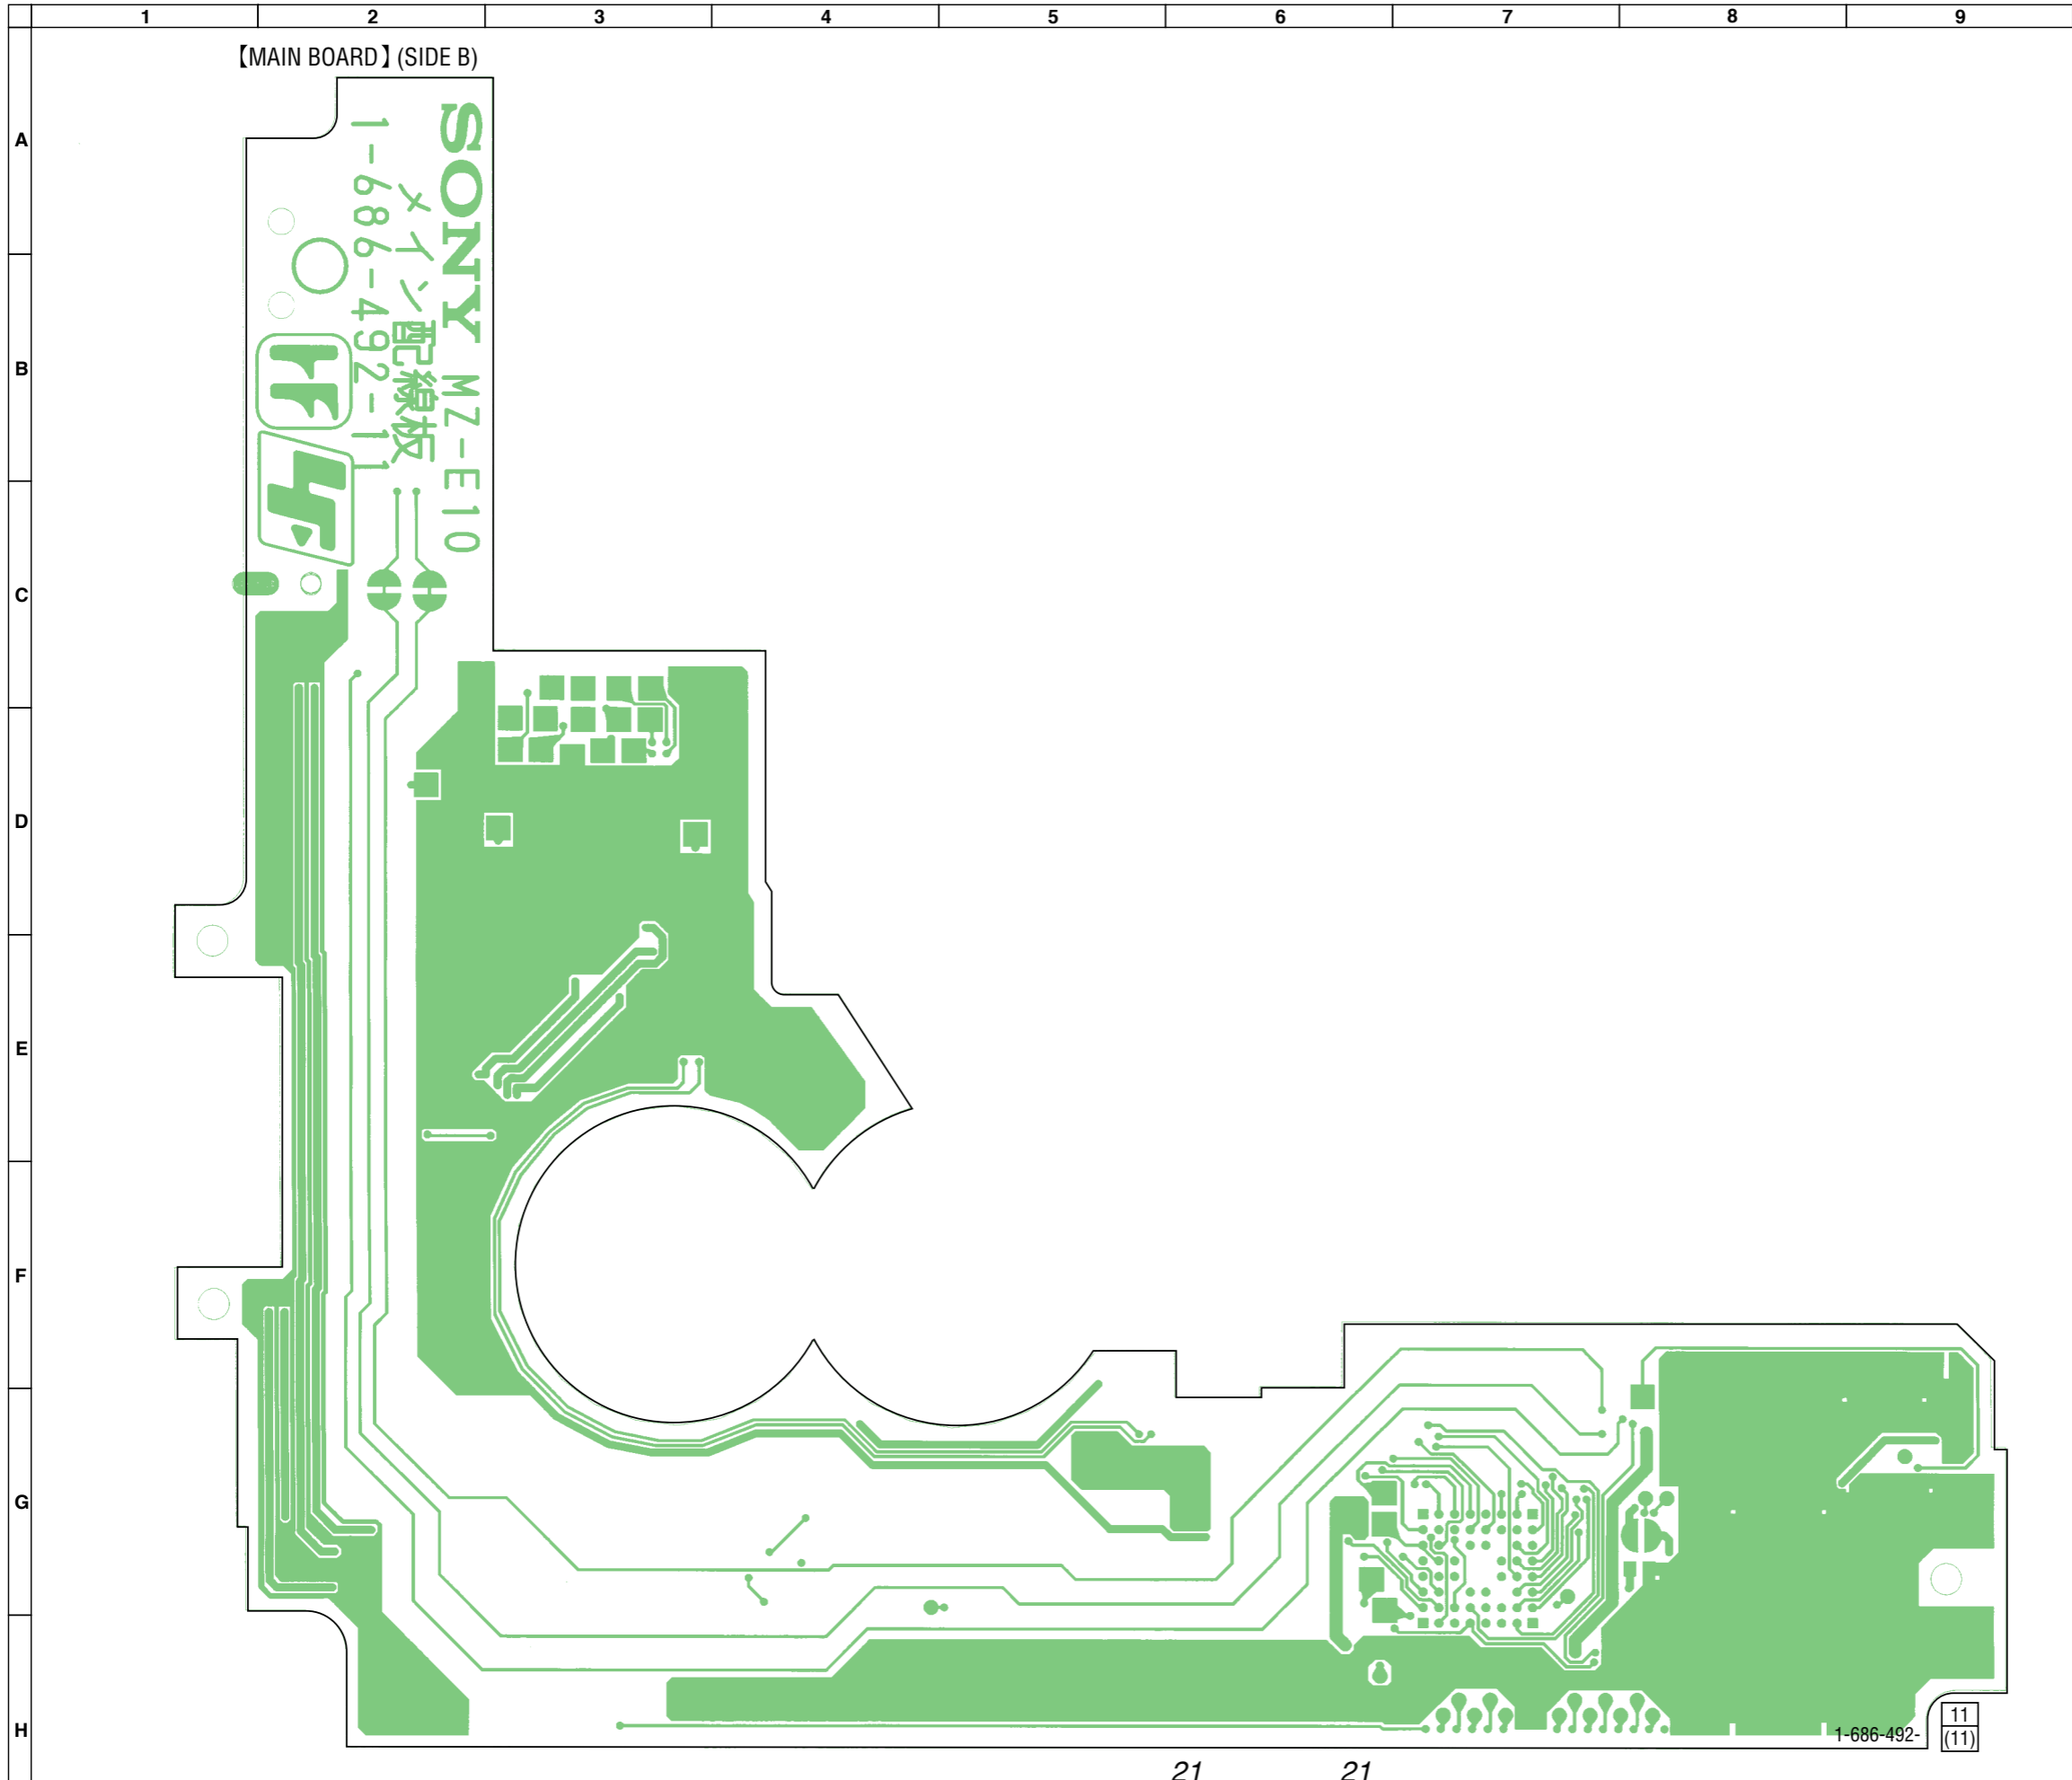 1 2 3 4 5 6 7 8 9
【MAIN BOARD】 (SIDE B)
A
B
C
D
E
F
G
H
SONY MZ-E10
メイン配線板
1-686-492-11
1-686-492-
11
(11)
21 21